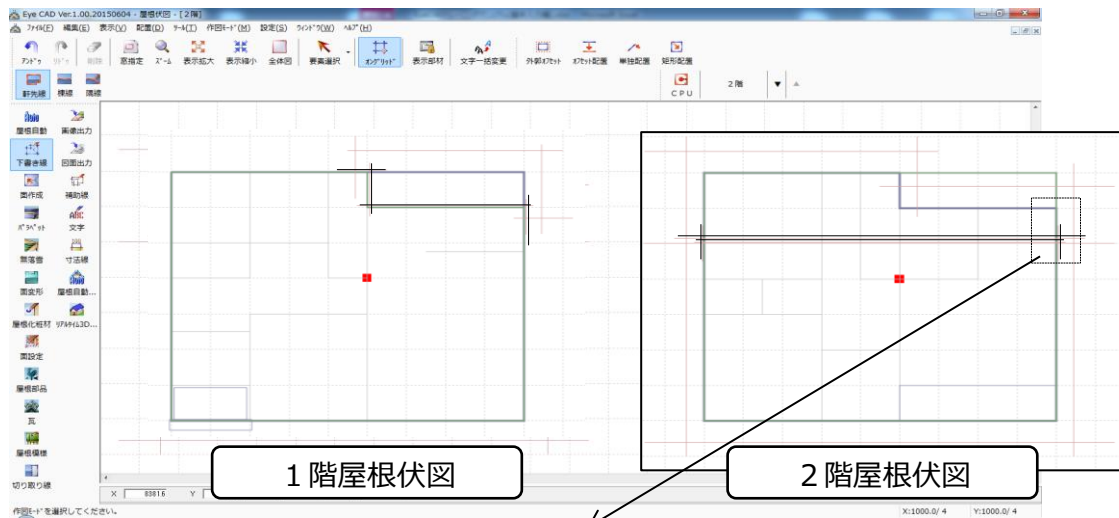 Eye CAD Ver.1.00.20150604 - 屋根伏図 - [２階]
ファイル(F) 編集(E) 表示(V) 配置(D) ツール(T) 作図モード(M) 設定(S) ウィンドウ(W) ヘルプ(H)
アンドゥ リドゥ 削除 窓指定 ズーム 表示拡大 表示縮小 全体図 要素選択 オングリッド 表示部材 文字一括変更 外郭オフセット オフセット配置 単独配置 矩形配置
軒先線 棟線 隅線 CPU ２階
屋根自動 画像出力
下書き線 図面出力
面作成 補助線
パラペット 文字
無落雪 寸法線
面変形 屋根自動...
屋根化粧材 リアルタイム3D...
面設定
屋根部品
瓦
屋根模様
切り取り線
１階屋根伏図
２階屋根伏図
X 8381.6 Y
作図モードを選択してください。 X:1000.0/ 4 Y:1000.0/ 4